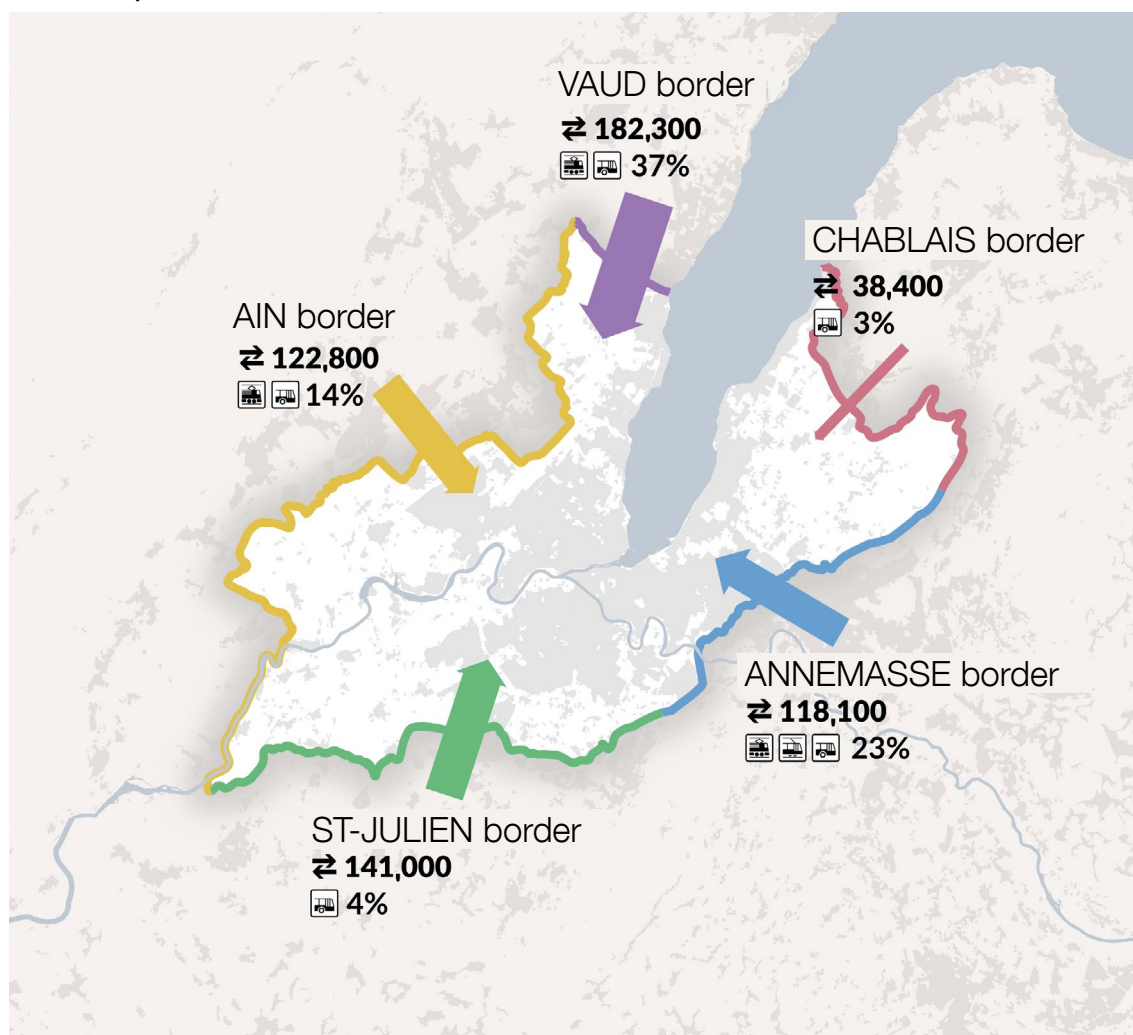 VAUD border
⇄ 182,300
37%
CHABLAIS border
⇄ 38,400
3%
AIN border
⇄ 122,800
14%
ANNEMASSE border
⇄ 118,100
23%
ST-JULIEN border
⇄ 141,000
4%